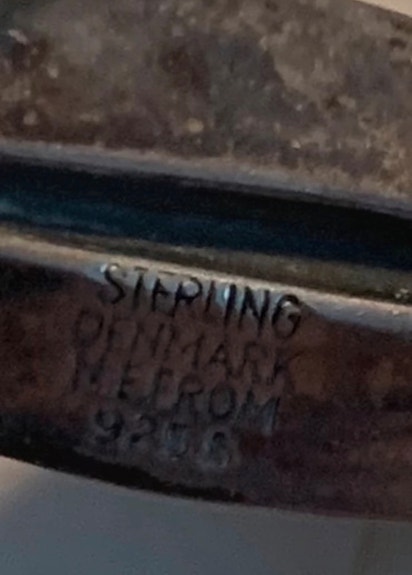 STERLING
DENMARK
N.E.FROM
925S